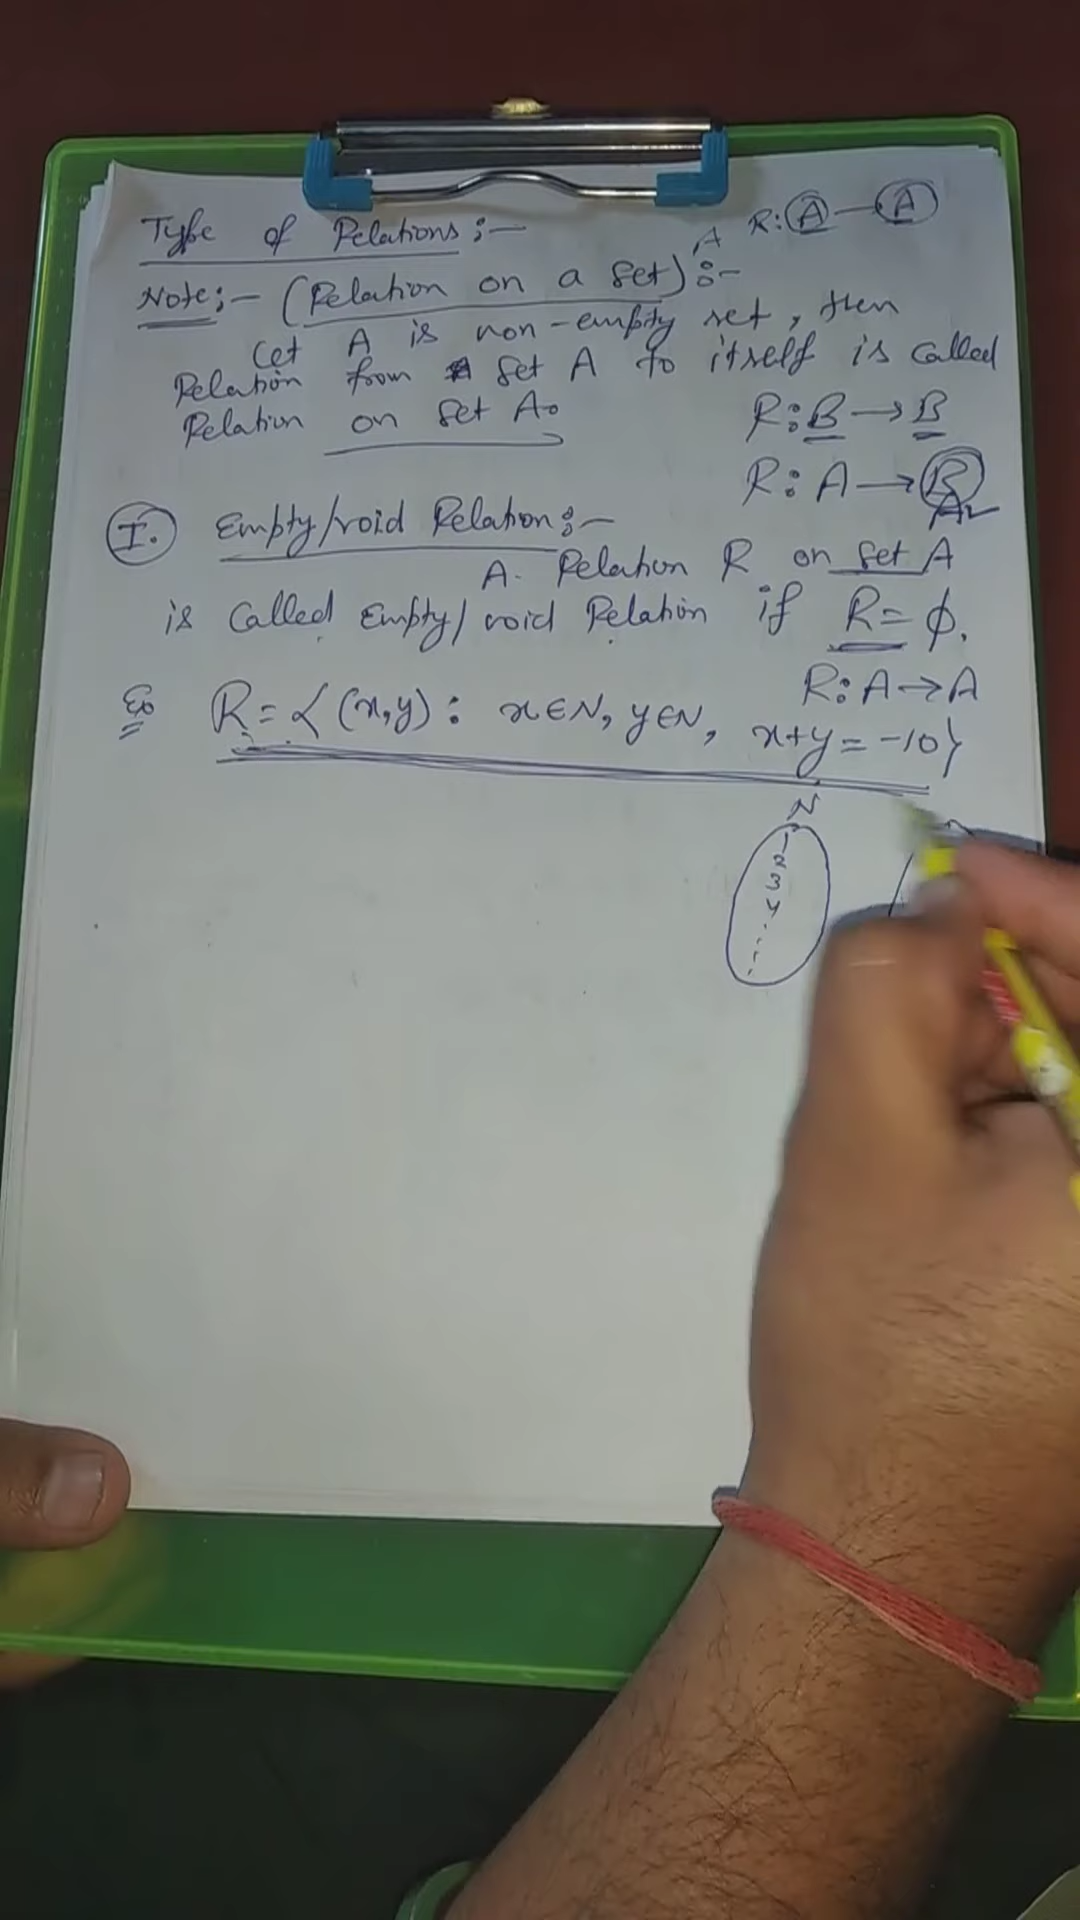 Type of Relations :-
R: A — A
Note :- (Relation on a set) :-
A
Let A is non-empty set, then
Relation from set A to itself is called
Relation on set A.
R: B → B
R: A → B
A
I. Empty/void Relation :-
A Relation R on set A
is called Empty/void Relation if R = ϕ.
R: A → A
Ex R = { (x,y) : x ∈ N, y ∈ N, x+y = -10}
N
1
2
3
4